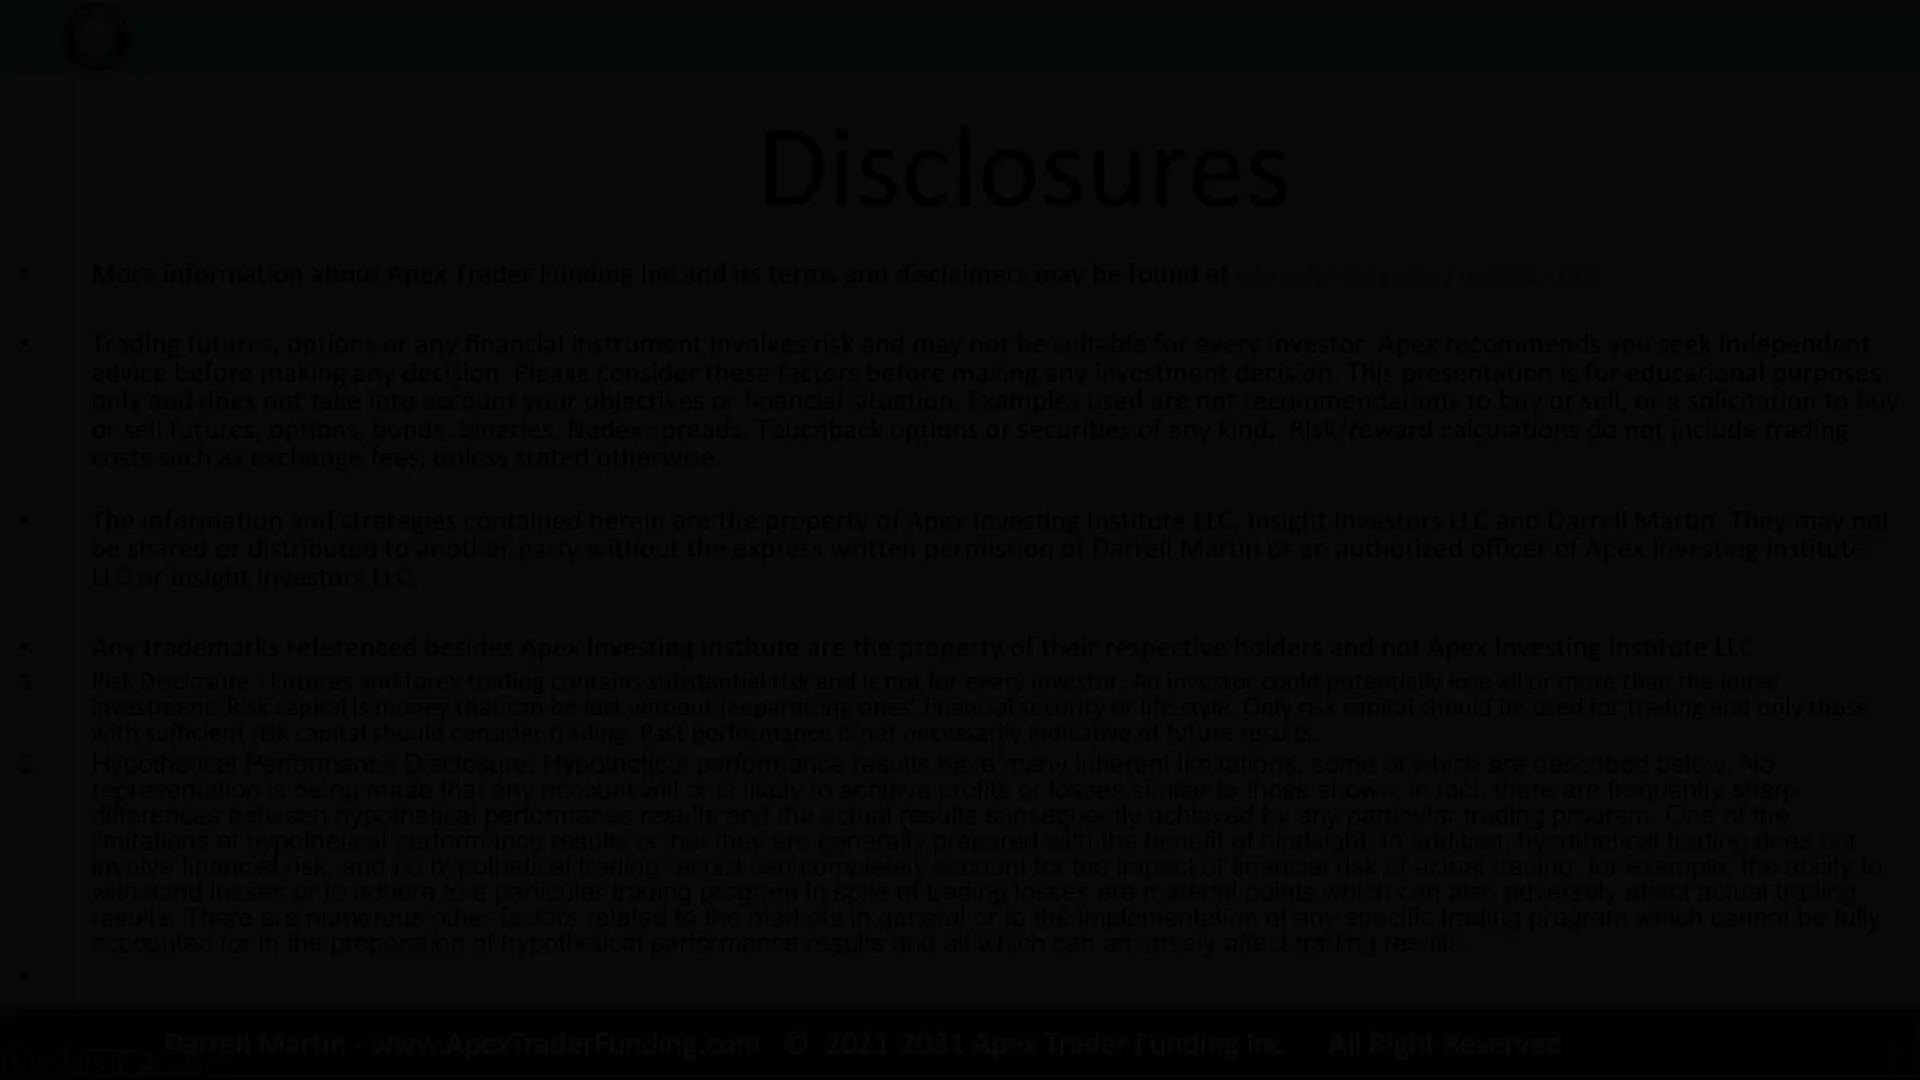 Disclosures
• More information about Apex Trader Funding Inc and its terms and disclaimers may be found at
• Trading futures, options or any financial instrument involves risk and may not be suitable for every investor. Apex recommends you seek independent
advice before making any decision. Please consider these factors before making any investment decision. This presentation is for educational purposes
only and does not take into account your objectives or financial situation. Examples used are not recommendations to buy or sell, or a solicitation to buy
or sell futures, options, bonds, binaries, Nadex spreads, Touchback options or securities of any kind. Risk/reward calculations do not include trading
costs such as exchange fees, unless stated otherwise.
• The information and strategies contained herein are the property of Apex Investing Institute LLC, Insight Investors LLC and Darrell Martin. They may not
be shared or distributed to another party without the express written permission of Darrell Martin or an authorized officer of Apex Investing Institute
LLC or Insight Investors LLC.
• Any trademarks referenced besides Apex Investing Institute are the property of their respective holders and not Apex Investing Institute LLC
1. Risk Disclosure : Futures and forex trading contains substantial risk and is not for every investor. An investor could potentially lose all or more than the initial
investment. Risk capital is money that can be lost without jeopardizing ones' financial security or life style. Only risk capital should be used for trading and only those
with sufficient risk capital should consider trading. Past performance is not necessarily indicative of future results.
2. Hypothetical Performance Disclosure: Hypothetical performance results have many inherent limitations, some of which are described below. No
representation is being made that any account will or is likely to achieve profits or losses similar to those shown; in fact, there are frequently sharp
differences between hypothetical performance results and the actual results subsequently achieved by any particular trading program. One of the
limitations of hypothetical performance results is that they are generally prepared with the benefit of hindsight. In addition, hypothetical trading does not
involve financial risk, and no hypothetical trading record can completely account for the impact of financial risk of actual trading. for example, the ability to
withstand losses or to adhere to a particular trading program in spite of trading losses are material points which can also adversely affect actual trading
results. There are numerous other factors related to the markets in general or to the implementation of any specific trading program which cannot be fully
accounted for in the preparation of hypothetical performance results and all which can adversely affect trading results.
•
Darrell Martin - www.ApexTraderFunding.com © 2021-2031 Apex Trader Funding Inc All Right Reserved